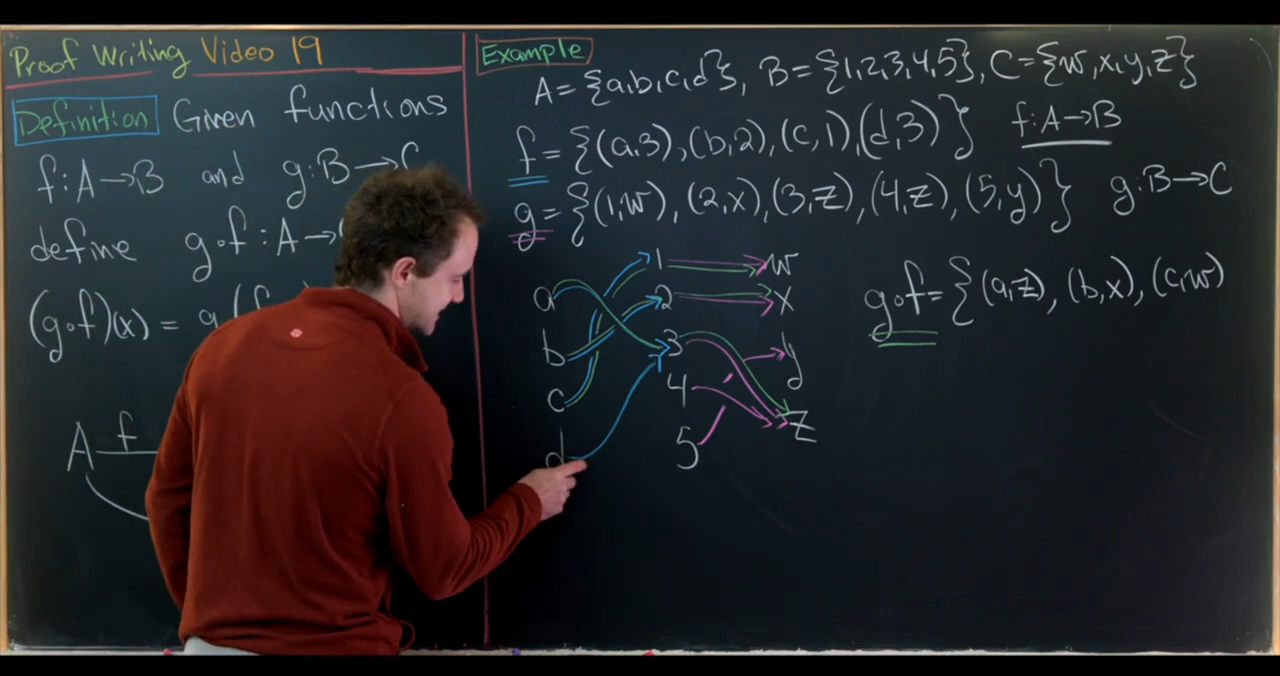 Proof Writing Video 19
Definition Given functions
f:A→B and g:B→C
define g∘f:A→
(g∘f)(x) = g(f
A f
Example
A={a,b,c,d}, B={1,2,3,4,5}, C={w,x,y,z}
f={(a,3),(b,2),(c,1),(d,3)} f:A→B
g={(1,w),(2,x),(3,z),(4,z),(5,y)} g:B→C
1 w
a 2 x
b 3 y
c 4 z
d 5
g∘f={(a,z),(b,x),(c,w)